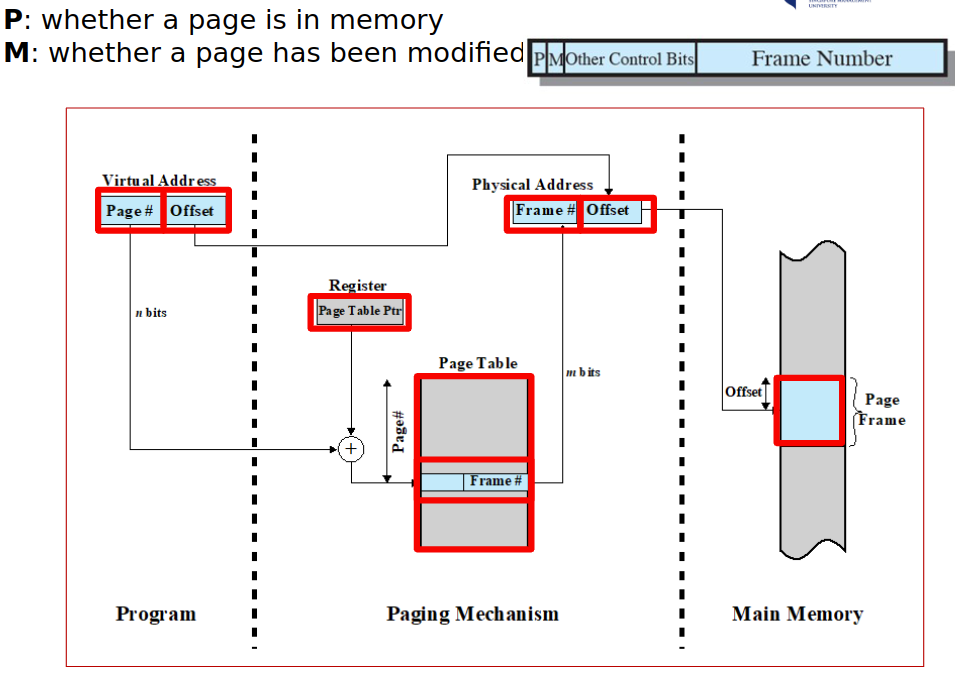 P: whether a page is in memory
M: whether a page has been modified
P M Other Control Bits Frame Number
Virtual Address
Page # Offset
Physical Address
Frame # Offset
n bits
Register
Page Table Ptr
Page Table
m bits
Page#
Frame #
Offset
Page
Frame
Program
Paging Mechanism
Main Memory